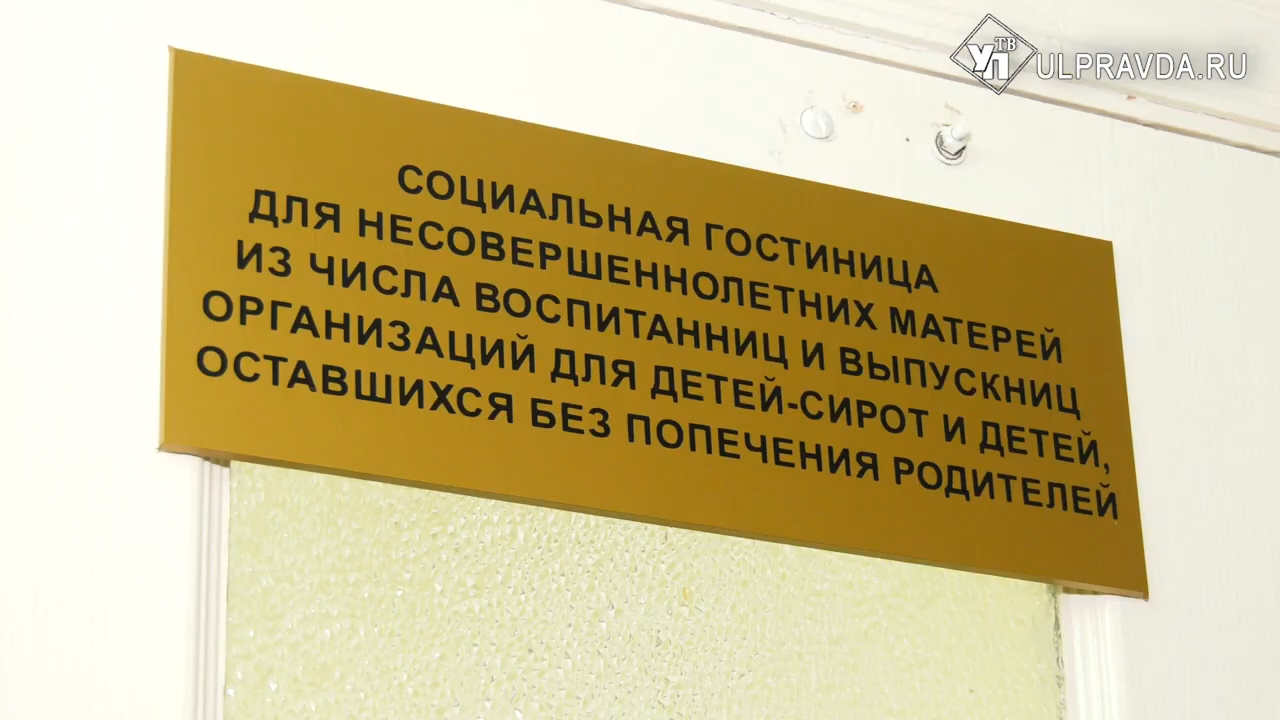 УП ТВ ULPRAVDA.RU
СОЦИАЛЬНАЯ ГОСТИНИЦА
ДЛЯ НЕСОВЕРШЕННОЛЕТНИХ МАТЕРЕЙ
ИЗ ЧИСЛА ВОСПИТАННИЦ И ВЫПУСКНИЦ
ОРГАНИЗАЦИЙ ДЛЯ ДЕТЕЙ-СИРОТ И ДЕТЕЙ,
ОСТАВШИХСЯ БЕЗ ПОПЕЧЕНИЯ РОДИТЕЛЕЙ